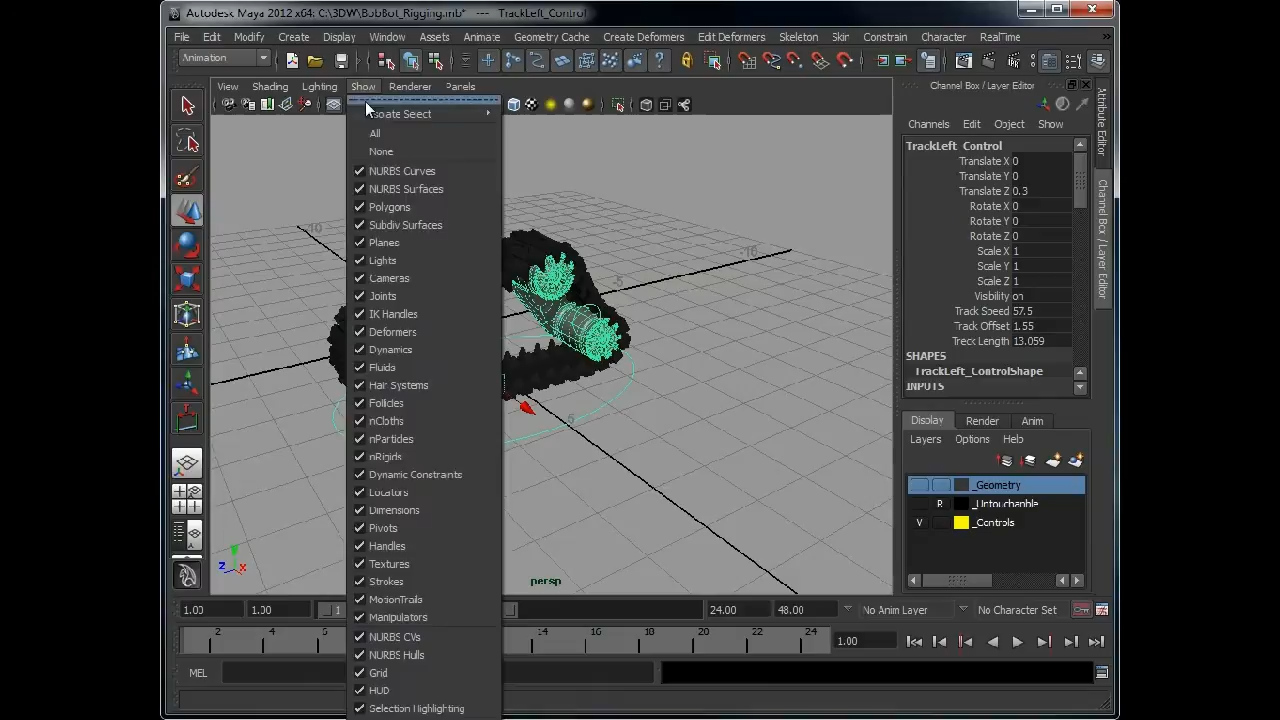 Autodesk Maya 2012 x64: C:\3DW\BobBot_Rigging.mb* --- TrackLeft_Control
File Edit Modify Create Display Window Assets Animate Geometry Cache Create Deformers Edit Deformers Skeleton Skin Constrain Character RealTime »
Animation
Channel Box / Layer Editor
View Shading Lighting Show Renderer Panels
Isolate Select
All
None
NURBS Curves
NURBS Surfaces
Polygons
Subdiv Surfaces
Planes
Lights
Cameras
Joints
IK Handles
Deformers
Dynamics
Fluids
Hair Systems
Follicles
nCloths
nParticles
nRigids
Dynamic Constraints
Locators
Dimensions
Pivots
Handles
Textures
Strokes
MotionTrails
Manipulators
NURBS CVs
NURBS Hulls
Grid
HUD
Selection Highlighting
persp
z x
Channels Edit Object Show
TrackLeft_Control
Translate X 0
Translate Y 0
Translate Z 0.3
Rotate X 0
Rotate Y 0
Rotate Z 0
Scale X 1
Scale Y 1
Scale Z 1
Visibility on
Track Speed 57.5
Track Offset 1.55
Treck Length 13.059
SHAPES
TrackLeft_ControlShape
INPUTS
Attribute Editor
Channel Box / Layer Editor
Display Render Anim
Layers Options Help
_Geometry
R _Untouchable
V _Controls
1.00 1.00 1 24.00 48.00 No Anim Layer No Character Set
2 4 6 14 16 18 20 22 24 1.00
MEL